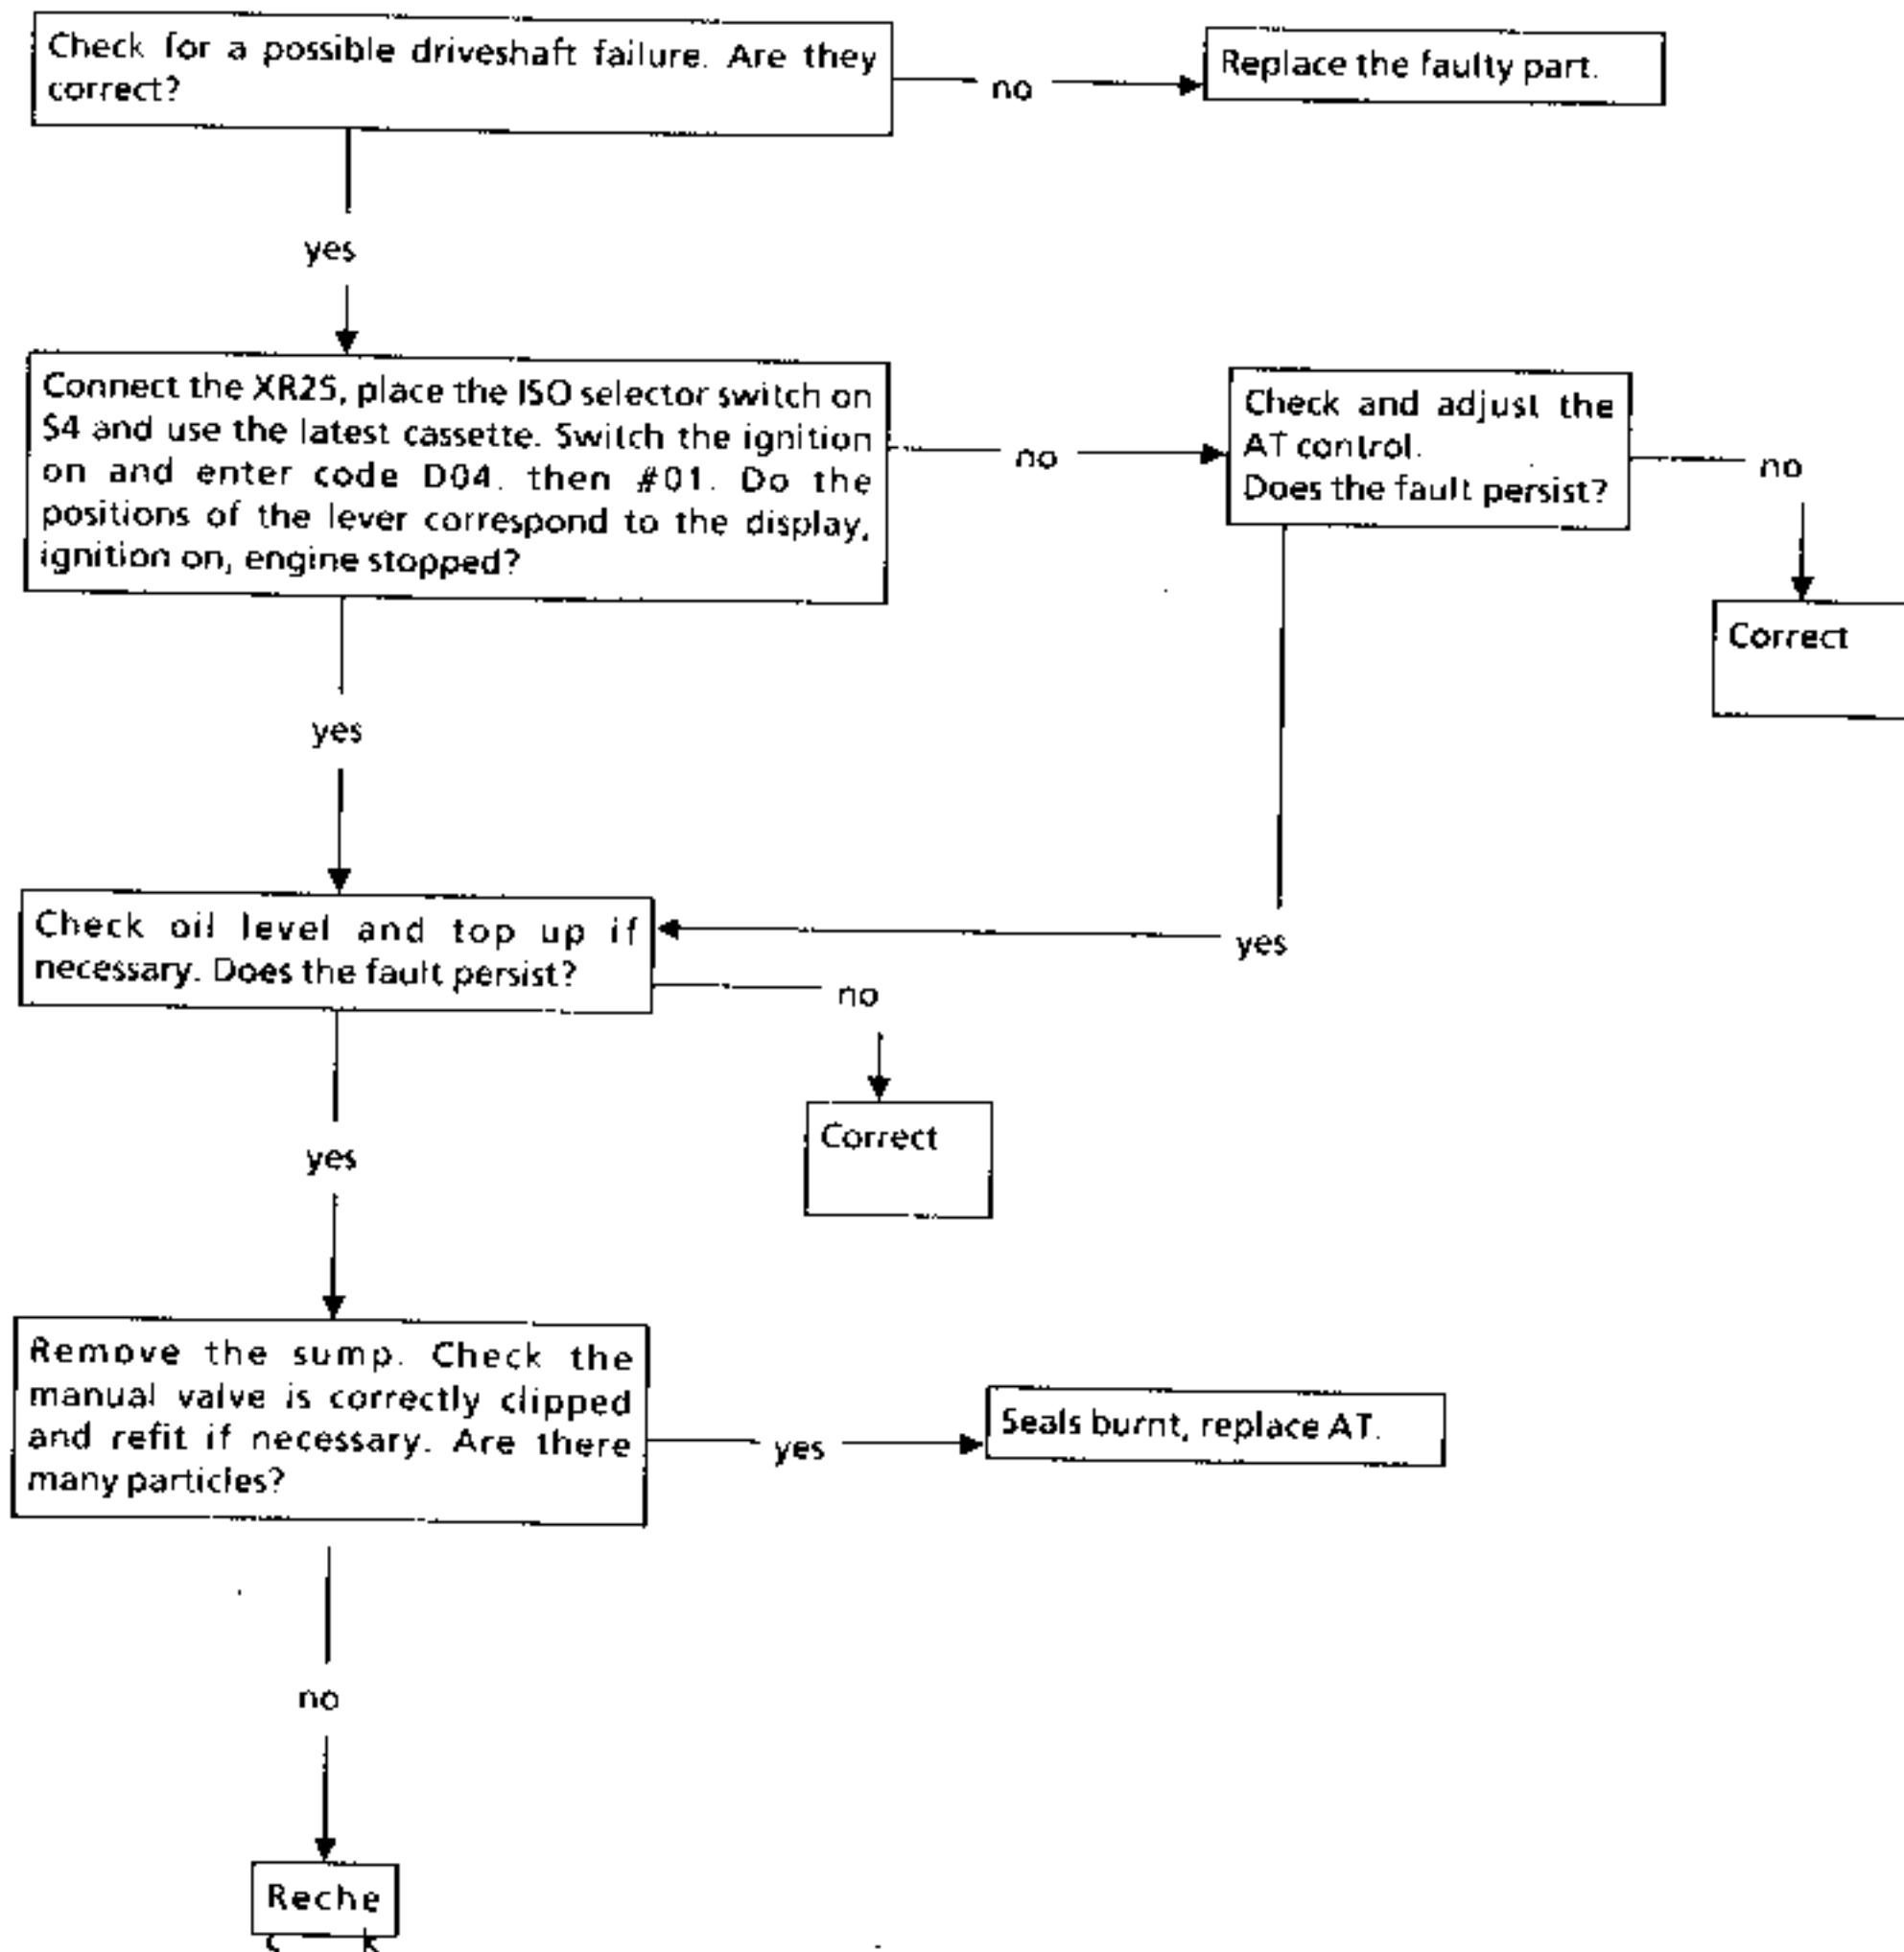 Check for a possible driveshaft failure. Are they
correct?
no
Replace the faulty part.
yes
Connect the XR25, place the ISO selector switch on
S4 and use the latest cassette. Switch the ignition
on and enter code D04. then #01. Do the
positions of the lever correspond to the display,
ignition on, engine stopped?
no
Check and adjust the
AT control.
Does the fault persist?
no
Correct
yes
Check oil level and top up if
necessary. Does the fault persist?
yes
no
Correct
yes
Remove the sump. Check the
manual valve is correctly clipped
and refit if necessary. Are there
many particles?
yes
Seals burnt, replace AT.
no
Reche